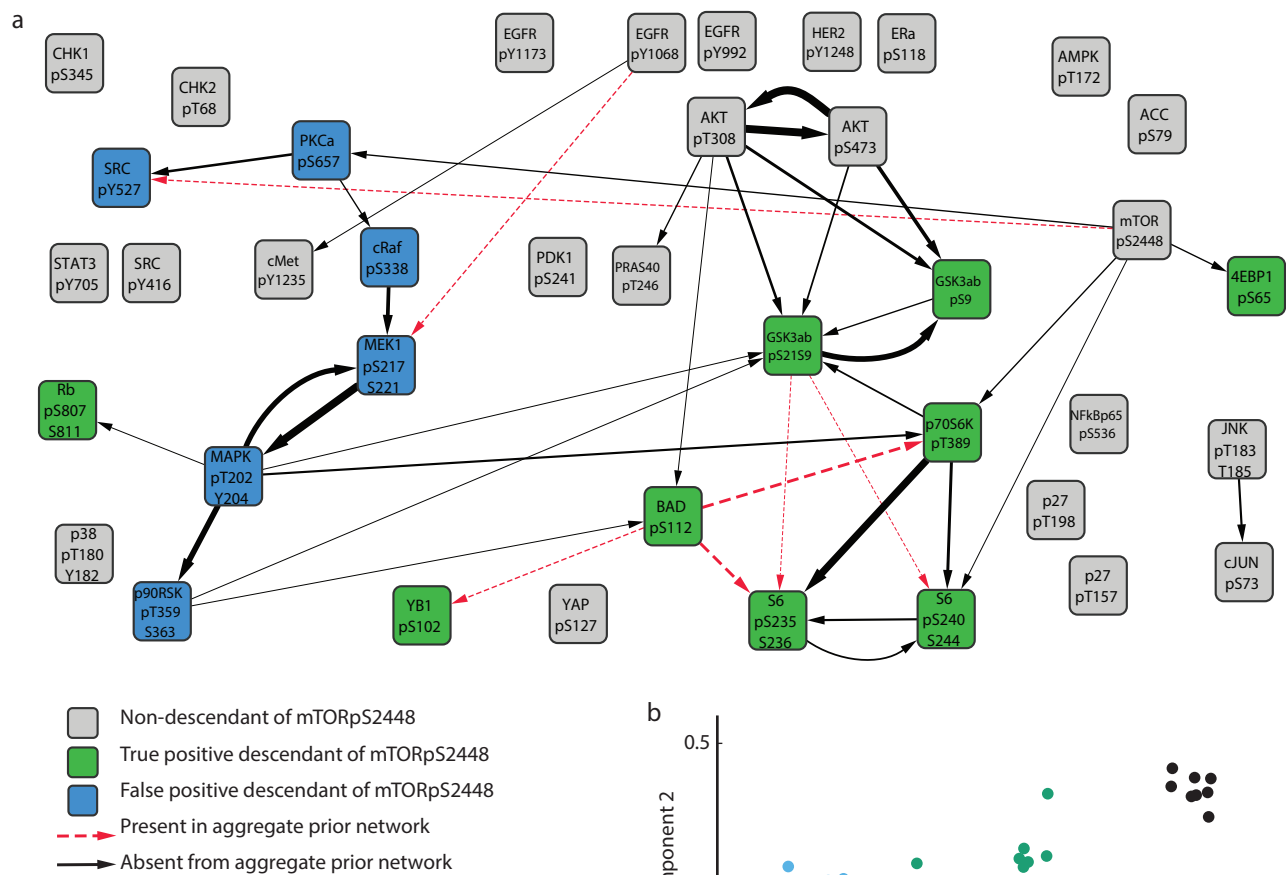 a
CHK1
pS345
CHK2
pT68
EGFR
pY1173
EGFR
pY1068
EGFR
pY992
HER2
pY1248
ERa
pS118
AMPK
pT172
ACC
pS79
PKCa
pS657
SRC
pY527
AKT
pT308
AKT
pS473
mTOR
pS2448
STAT3
pY705
SRC
pY416
cMet
pY1235
cRaf
pS338
PDK1
pS241
PRAS40
pT246
GSK3ab
pS9
4EBP1
pS65
GSK3ab
pS21S9
MEK1
pS217
S221
Rb
pS807
S811
MAPK
pT202
Y204
p70S6K
pT389
NFkBp65
pS536
JNK
pT183
T185
BAD
pS112
p27
pT198
p38
pT180
Y182
p90RSK
pT359
S363
YB1
pS102
YAP
pS127
S6
pS235
S236
S6
pS240
S244
p27
pT157
cJUN
pS73
Non-descendant of mTORpS2448
True positive descendant of mTORpS2448
False positive descendant of mTORpS2448
Present in aggregate prior network
Absent from aggregate prior network
b
0.5
mponent 2